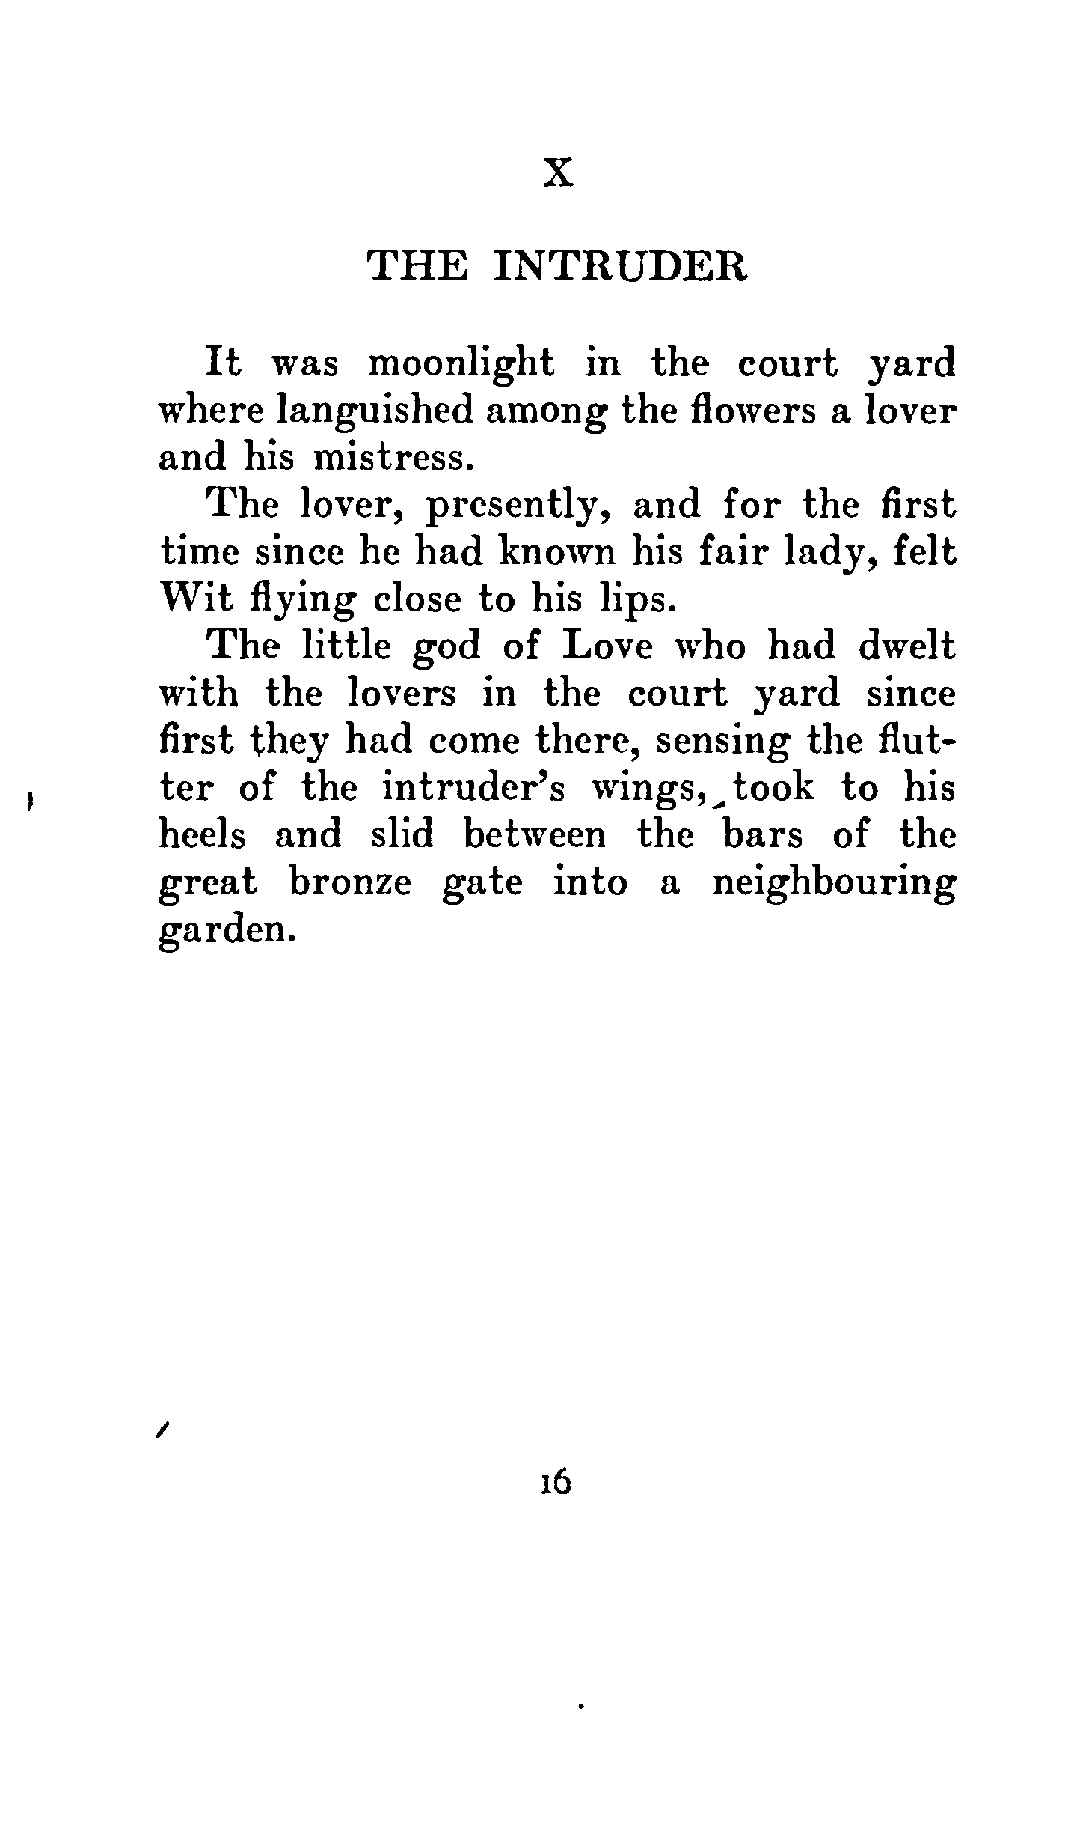 X
THE INTRUDER
It was moonlight in the court yard
where languished among the flowers a lover
and his mistress.
The lover, presently, and for the first
time since he had known his fair lady, felt
Wit flying close to his lips.
The little god of Love who had dwelt
with the lovers in the court yard since
first they had come there, sensing the flut-
ter of the intruder's wings, took to his
heels and slid between the bars of the
great bronze gate into a neighbouring
garden.
16